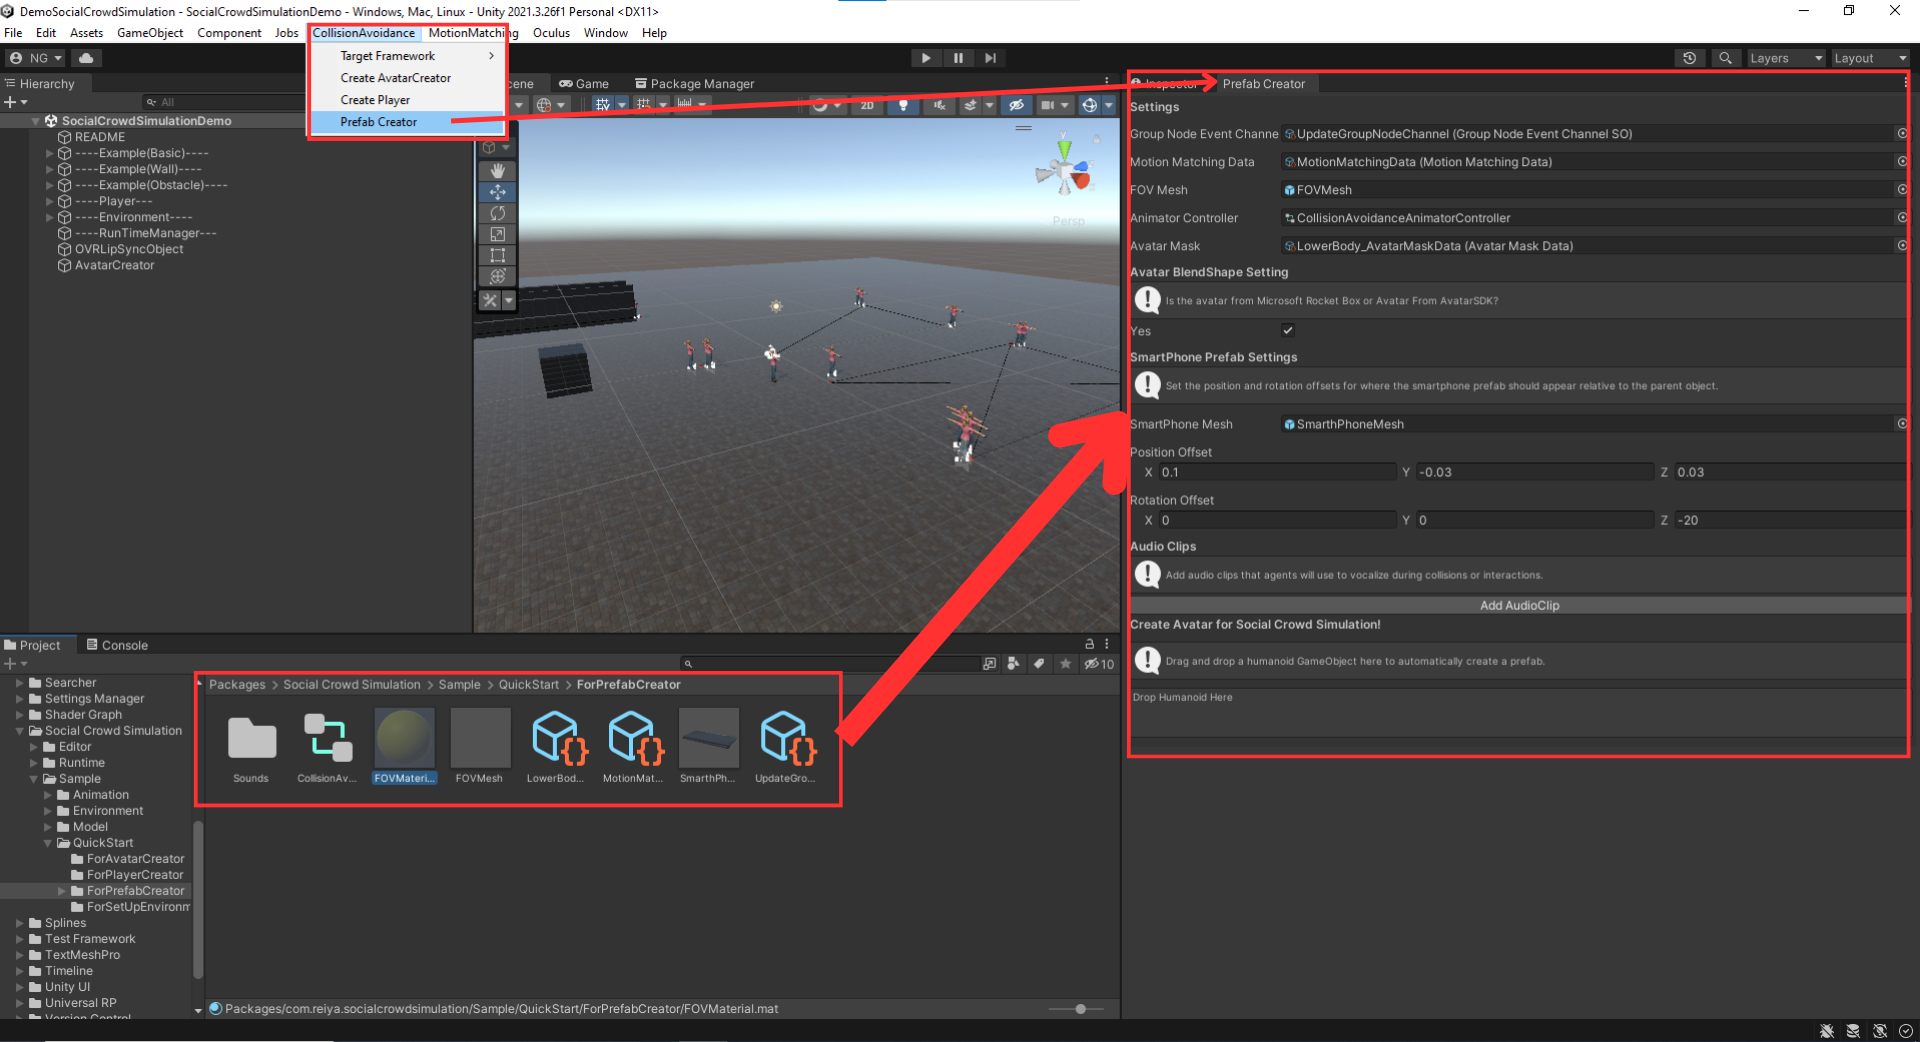 DemoSocialCrowdSimulation - SocialCrowdSimulationDemo - Windows, Mac, Linux - Unity 2021.3.26f1 Personal <DX11>
File Edit Assets GameObject Component Jobs CollisionAvoidance MotionMatching Oculus Window Help
Target Framework
Create AvatarCreator
Create Player
Prefab Creator
NG
Layers
Layout
Hierarchy
All
SocialCrowdSimulationDemo
README
----Example(Basic)----
----Example(Wall)----
----Example(Obstacle)----
----Player---
----Environment----
----RunTimeManager---
OVRLipSyncObject
AvatarCreator
Game
Package Manager
2D
y
Persp
Inspector
Prefab Creator
Settings
Group Node Event Channe UpdateGroupNodeChannel (Group Node Event Channel SO)
Motion Matching Data MotionMatchingData (Motion Matching Data)
FOV Mesh FOVMesh
Animator Controller CollisionAvoidanceAnimatorController
Avatar Mask LowerBody_AvatarMaskData (Avatar Mask Data)
Avatar BlendShape Setting
Is the avatar from Microsoft Rocket Box or Avatar From AvatarSDK?
Yes
SmartPhone Prefab Settings
Set the position and rotation offsets for where the smartphone prefab should appear relative to the parent object.
SmartPhone Mesh SmarthPhoneMesh
Position Offset
X 0.1 Y -0.03 Z 0.03
Rotation Offset
X 0 Y 0 Z -20
Audio Clips
Add audio clips that agents will use to vocalize during collisions or interactions.
Add AudioClip
Create Avatar for Social Crowd Simulation!
Drag and drop a humanoid GameObject here to automatically create a prefab.
Drop Humanoid Here
Project
Console
10
Searcher
Settings Manager
Shader Graph
Social Crowd Simulation
Editor
Runtime
Sample
Animation
Environment
Model
QuickStart
ForAvatarCreator
ForPlayerCreator
ForPrefabCreator
ForSetUpEnvironm
Splines
Test Framework
TextMeshPro
Timeline
Unity UI
Universal RP
Version Control
Packages > Social Crowd Simulation > Sample > QuickStart > ForPrefabCreator
Sounds
CollisionAv...
FOVMateri...
FOVMesh
LowerBod...
MotionMat...
SmarthPh...
UpdateGro...
Packages/com.reiya.socialcrowdsimulation/Sample/QuickStart/ForPrefabCreator/FOVMaterial.mat